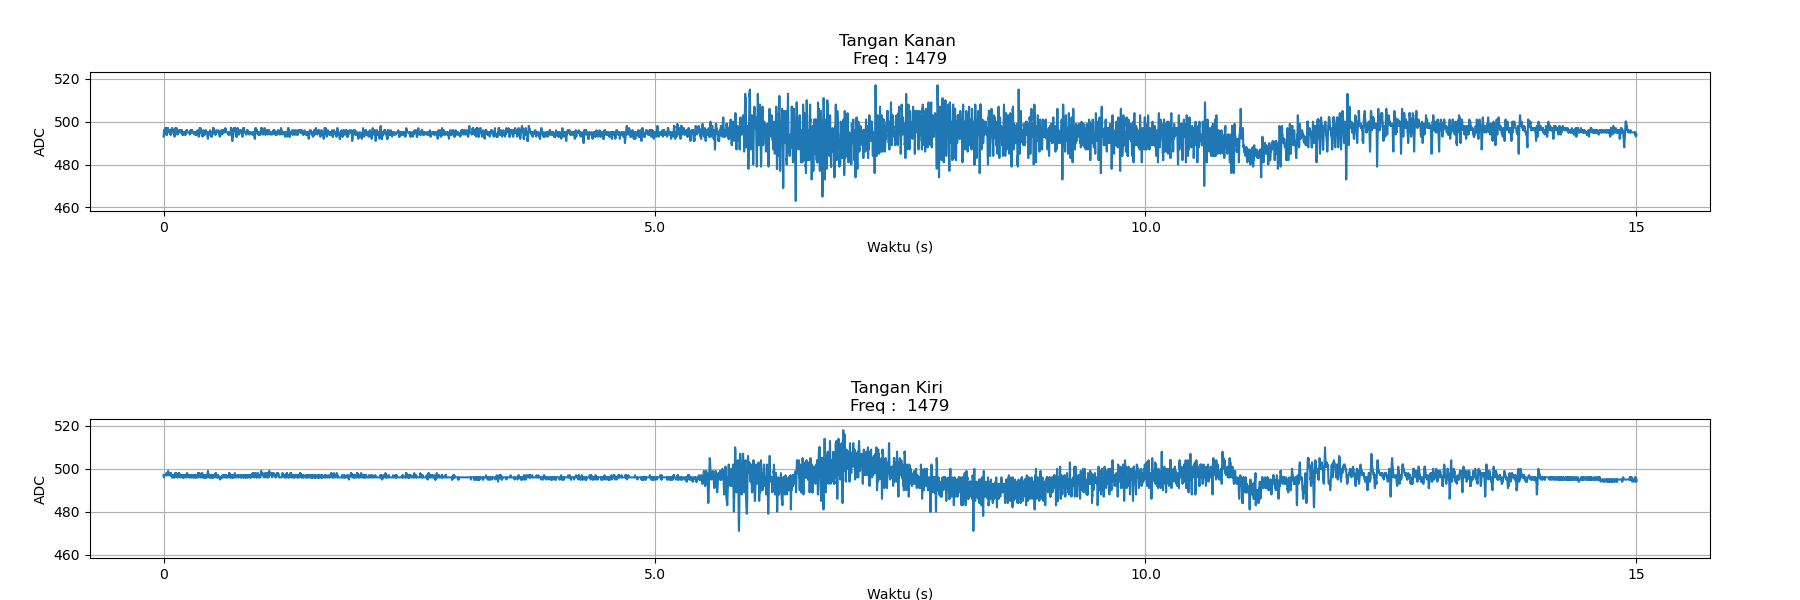 Tangan Kanan
Freq : 1479
520
500
480
460
ADC
0 5.0 10.0 15
Waktu (s)
Tangan Kiri
Freq :  1479
520
500
480
460
ADC
0 5.0 10.0 15
Waktu (s)